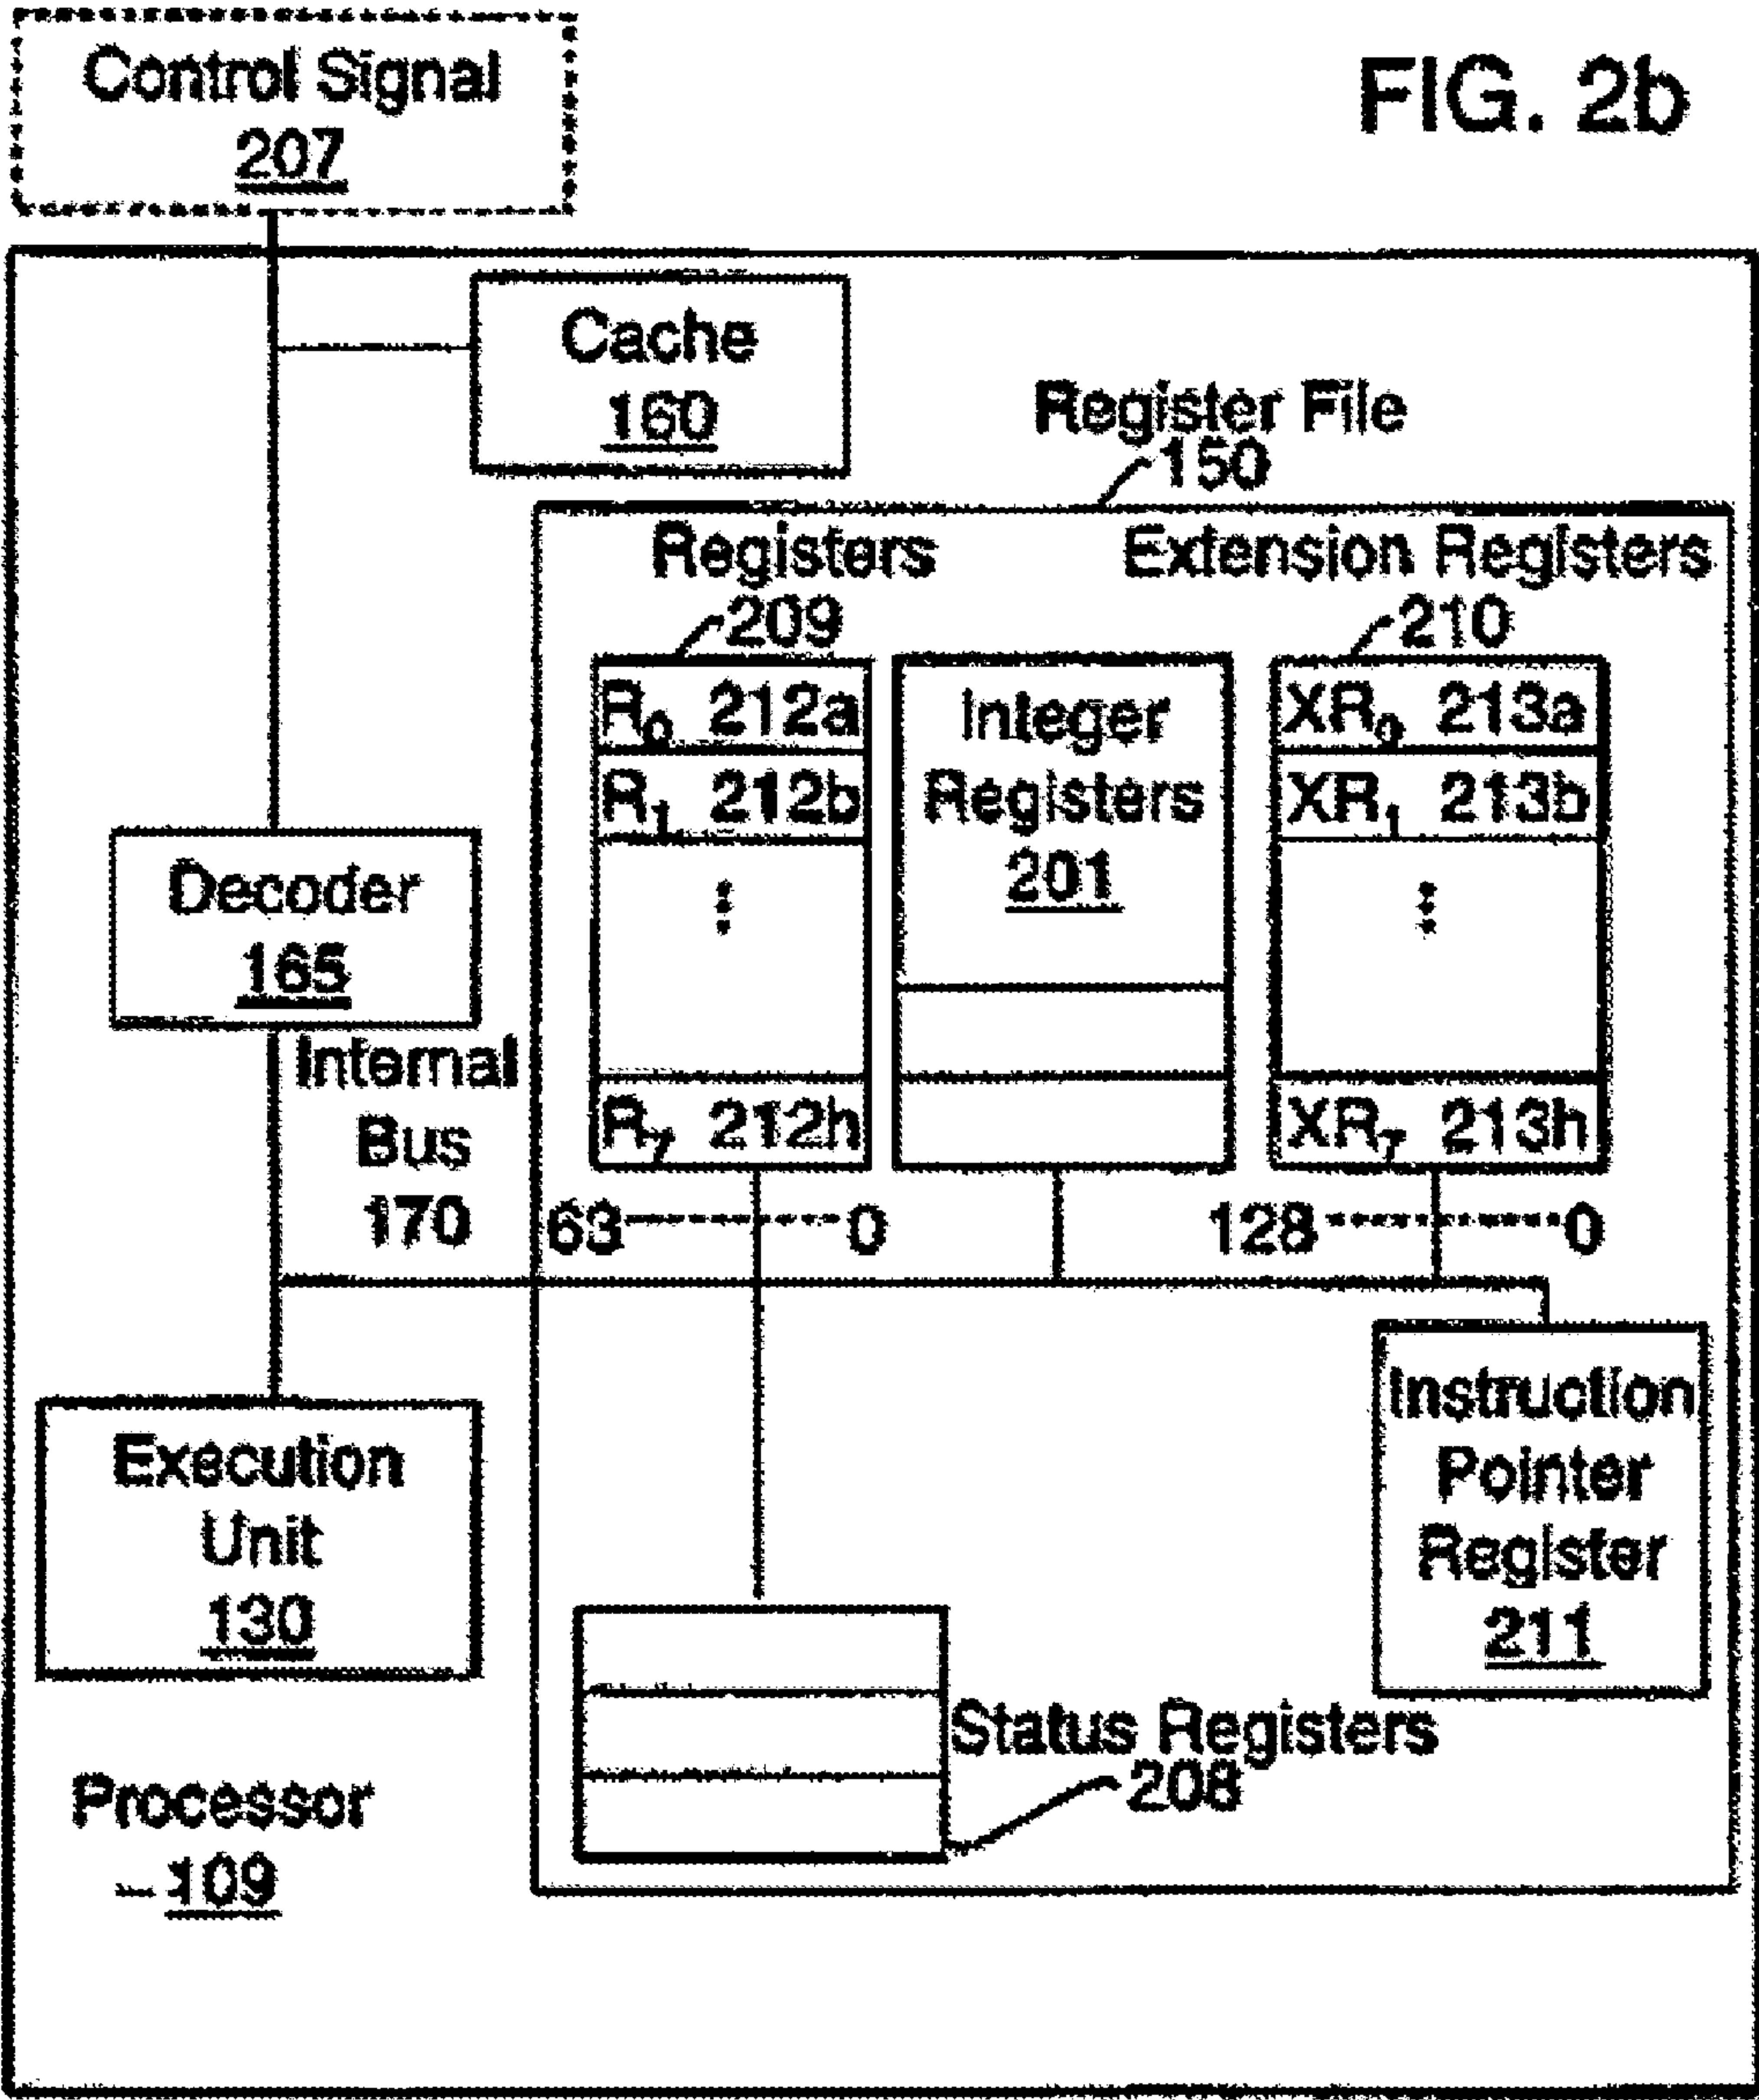 Control Signal
207
FIG. 2b
Cache
160
Register File
150
Registers
209
Extension Registers
210
R0 212a
R1 212b
⋮
R7 212h
Integer
Registers
201
XR0 213a
XR1 213b
⋮
XR7 213h
Decoder
165
Internal
Bus
170
63 0
128 0
Execution
Unit
130
Instruction
Pointer
Register
211
Status Registers
208
Processor
109